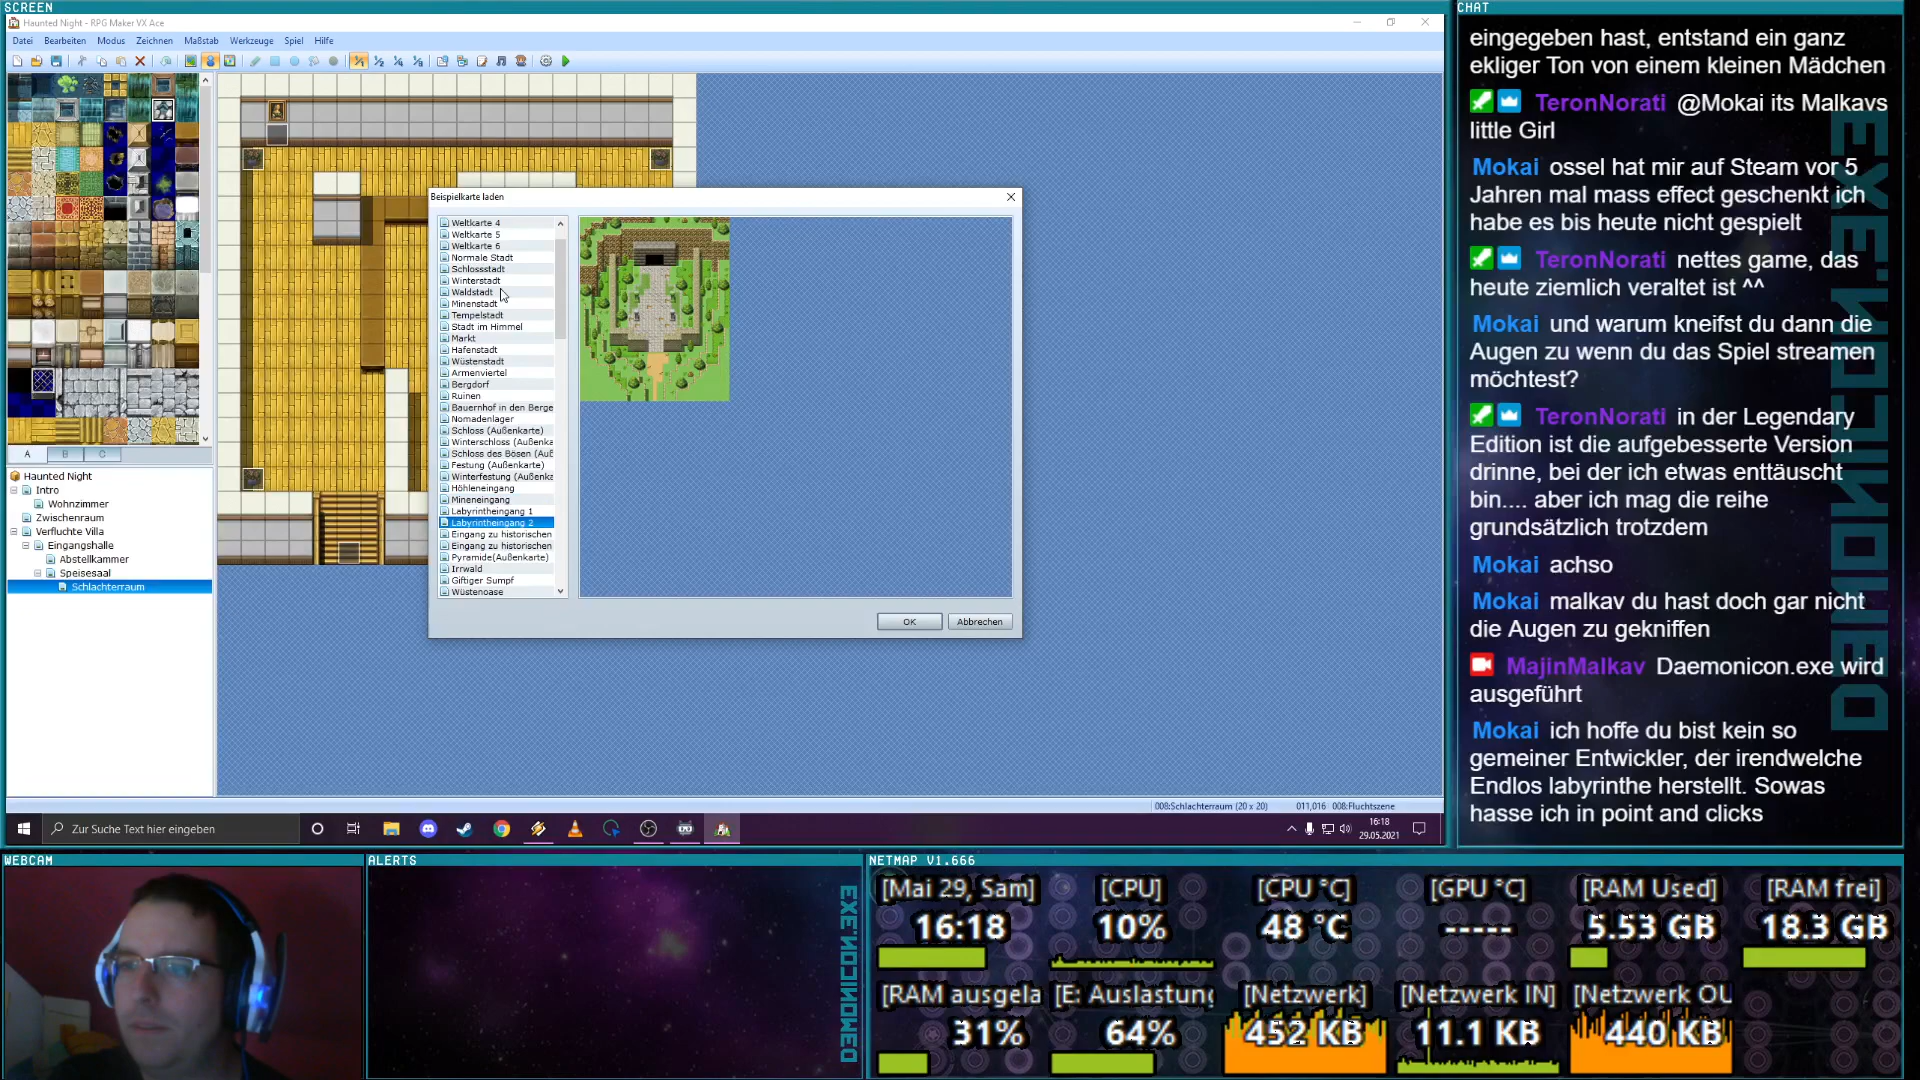 SCREEN
Haunted Night - RPG Maker VX Ace
Datei Bearbeiten Modus Zeichnen Maßstab Werkzeuge Spiel Hilfe
A B C
Haunted Night
Intro
Wohnzimmer
Zwischenraum
Verfluchte Villa
Eingangshalle
Abstellkammer
Speisesaal
Schlachterraum
Beispielkarte laden
Weltkarte 4
Weltkarte 5
Weltkarte 6
Normale Stadt
Schlossstadt
Winterstadt
Waldstadt
Minenstadt
Tempelstadt
Stadt im Himmel
Markt
Hafenstadt
Wüstenstadt
Armenviertel
Bergdorf
Ruinen
Bauernhof in den Berge
Nomadenlager
Schloss (Außenkarte)
Winterschloss (Außenka
Schloss des Bösen (Auß
Festung (Außenkarte)
Winterfestung (Außenka
Höhleneingang
Mineneingang
Labyrintheingang 1
Labyrintheingang 2
Eingang zu historischen
Eingang zu historischen
Pyramide(Außenkarte)
Irrwald
Giftiger Sumpf
Wüstenoase
OK Abbrechen
008:Schlachterraum (20 x 20) 011,016 008:Fluchtszene
Zur Suche Text hier eingeben
16:18
29.05.2021
CHAT
eingegeben hast, entstand ein ganz
ekliger Ton von einem kleinen Mädchen
TeronNorati @Mokai its Malkavs
little Girl
Mokai ossel hat mir auf Steam vor 5
Jahren mal mass effect geschenkt ich
habe es bis heute nicht gespielt
TeronNorati nettes game, das
heute ziemlich veraltet ist ^^
Mokai und warum kneifst du dann die
Augen zu wenn du das Spiel streamen
möchtest?
TeronNorati in der Legendary
Edition ist die aufgebesserte Version
drinne, bei der ich etwas enttäuscht
bin.... aber ich mag die reihe
grundsätzlich trotzdem
Mokai achso
Mokai malkav du hast doch gar nicht
die Augen zu gekniffen
MajinMalkav Daemonicon.exe wird
ausgeführt
Mokai ich hoffe du bist kein so
gemeiner Entwickler, der irendwelche
Endlos labyrinthe herstellt. Sowas
hasse ich in point and clicks
WEBCAM
ALERTS
NETMAP V1.666
[Mai 29, Sam] [CPU] [CPU °C] [GPU °C] [RAM Used] [RAM frei]
16:18 10% 48 °C ----- 5.53 GB 18.3 GB
[RAM ausgela [E: Auslastung [Netzwerk] [Netzwerk IN] [Netzwerk OU
31% 64% 452 KB 11.1 KB 440 KB